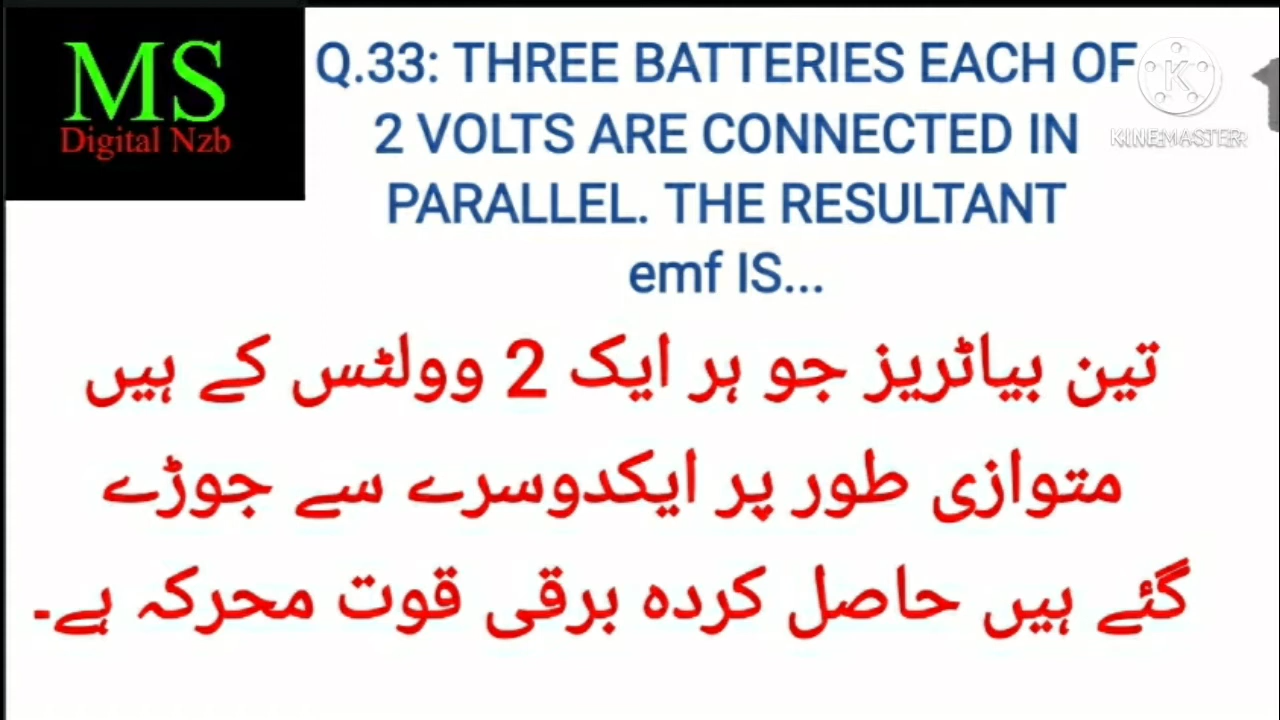 MS
Digital Nzb
Q.33: THREE BATTERIES EACH OF
2 VOLTS ARE CONNECTED IN
PARALLEL. THE RESULTANT
emf IS...
KINEMASTER
تین بیاٹریز جو ہر ایک 2 وولٹس کے ہیں
متوازی طور پر ایکدوسرے سے جوڑے
گئے ہیں حاصل کردہ برقی قوت محرکہ ہے۔